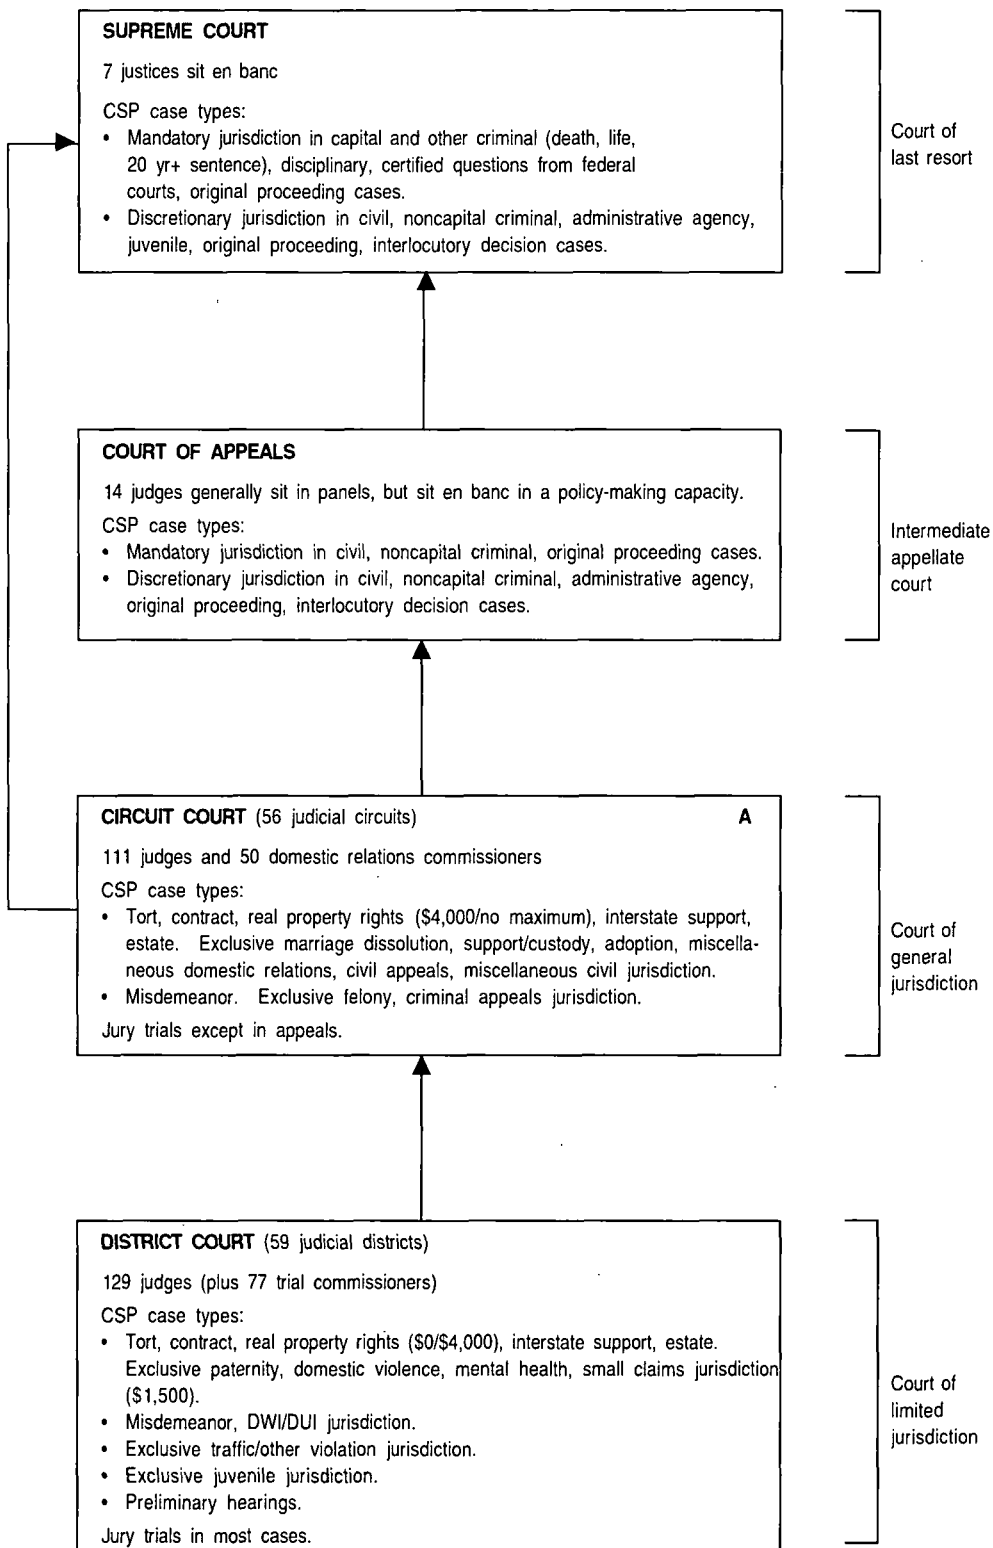 SUPREME COURT
7 justices sit en banc
CSP case types:
• Mandatory jurisdiction in capital and other criminal (death, life,
20 yr+ sentence), disciplinary, certified questions from federal
courts, original proceeding cases.
• Discretionary jurisdiction in civil, noncapital criminal, administrative agency,
juvenile, original proceeding, interlocutory decision cases.
Court of
last resort
COURT OF APPEALS
14 judges generally sit in panels, but sit en banc in a policy-making capacity.
CSP case types:
• Mandatory jurisdiction in civil, noncapital criminal, original proceeding cases.
• Discretionary jurisdiction in civil, noncapital criminal, administrative agency,
original proceeding, interlocutory decision cases.
Intermediate
appellate
court
CIRCUIT COURT (56 judicial circuits) A
111 judges and 50 domestic relations commissioners
CSP case types:
• Tort, contract, real property rights ($4,000/no maximum), interstate support,
estate. Exclusive marriage dissolution, support/custody, adoption, miscella-
neous domestic relations, civil appeals, miscellaneous civil jurisdiction.
• Misdemeanor. Exclusive felony, criminal appeals jurisdiction.
Jury trials except in appeals.
Court of
general
jurisdiction
DISTRICT COURT (59 judicial districts)
129 judges (plus 77 trial commissioners)
CSP case types:
• Tort, contract, real property rights ($0/$4,000), interstate support, estate.
Exclusive paternity, domestic violence, mental health, small claims jurisdiction
($1,500).
• Misdemeanor, DWI/DUI jurisdiction.
• Exclusive traffic/other violation jurisdiction.
• Exclusive juvenile jurisdiction.
• Preliminary hearings.
Jury trials in most cases.
Court of
limited
jurisdiction